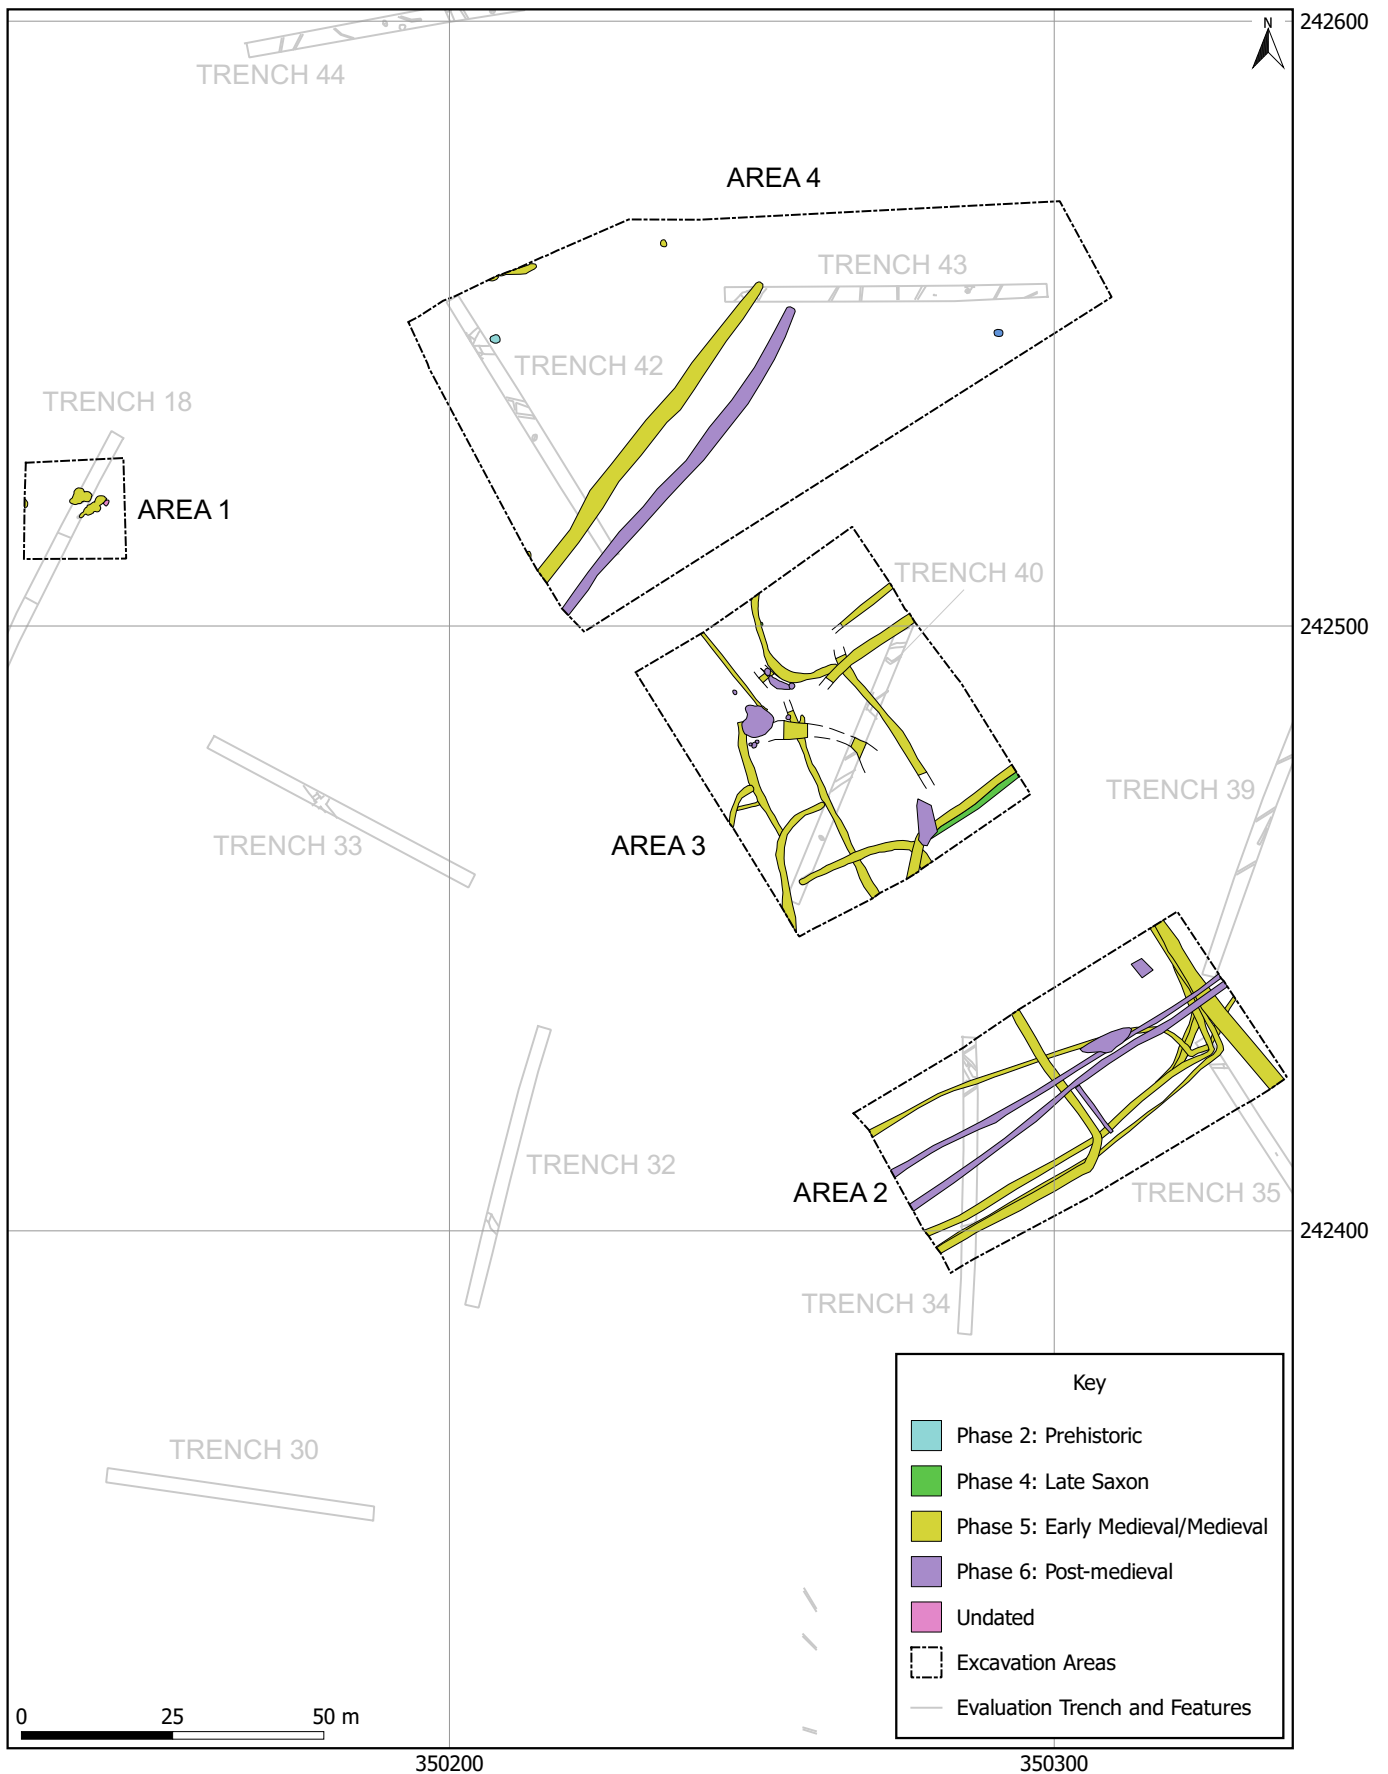 N
242600
TRENCH 44
AREA 4
TRENCH 43
TRENCH 42
TRENCH 18
AREA 1
TRENCH 40
242500
TRENCH 39
TRENCH 33
AREA 3
TRENCH 32
AREA 2
TRENCH 35
242400
TRENCH 34
Key
TRENCH 30
Phase 2: Prehistoric
Phase 4: Late Saxon
Phase 5: Early Medieval/Medieval
Phase 6: Post-medieval
Undated
Excavation Areas
Evaluation Trench and Features
0 25 50 m
350200 350300